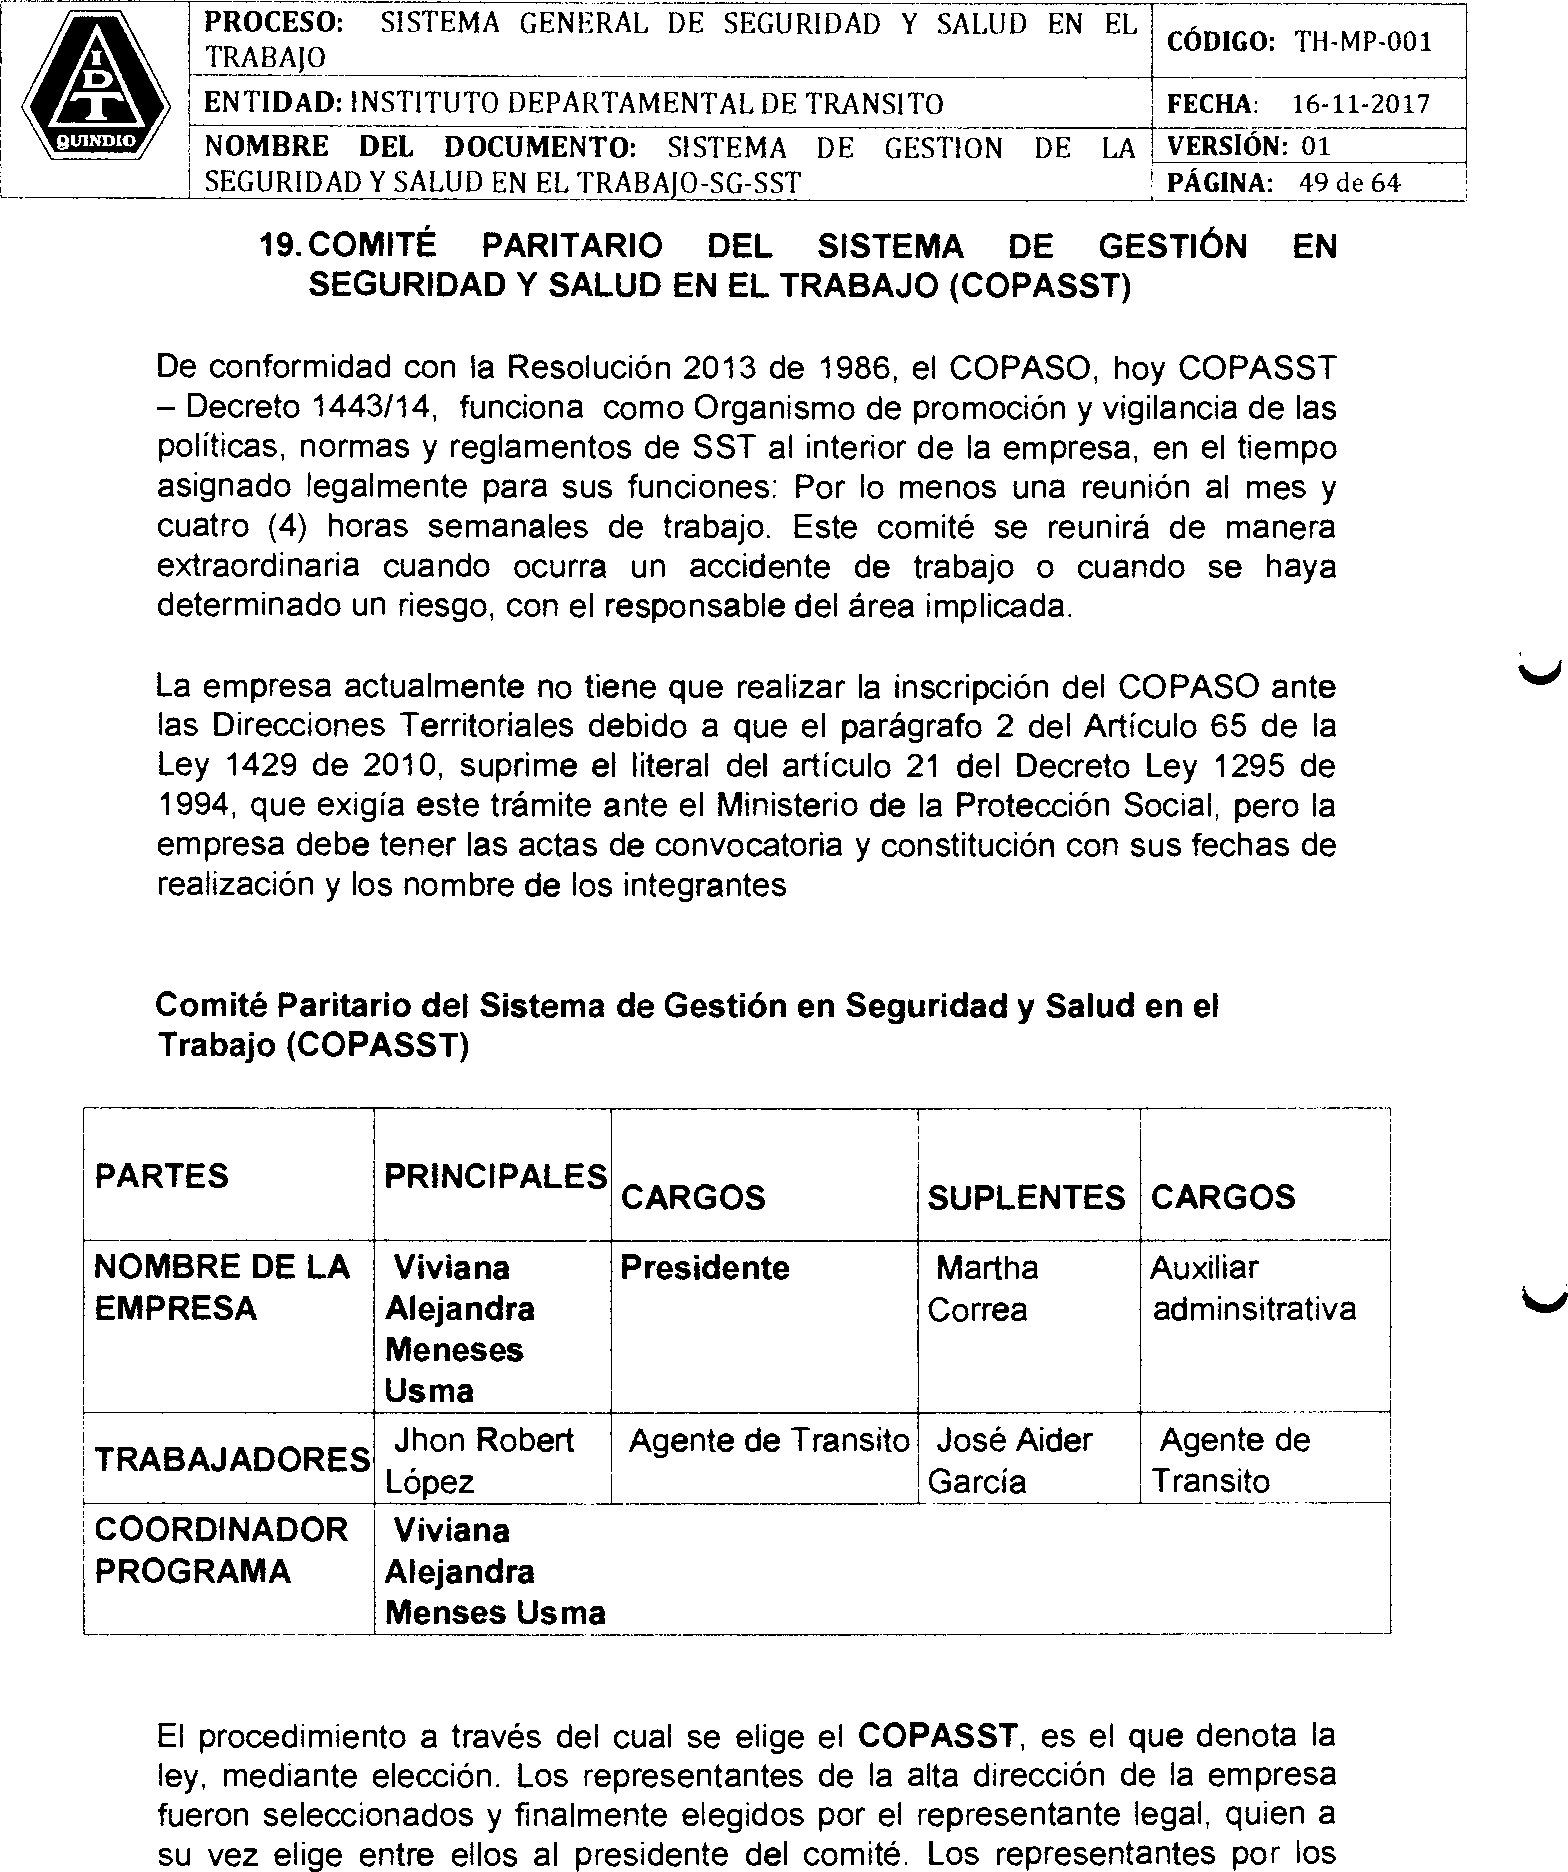 IDT
QUINDIO
PROCESO: SISTEMA GENERAL DE SEGURIDAD Y SALUD EN EL
TRABAJO
CÓDIGO: TH-MP-001
ENTIDAD: INSTITUTO DEPARTAMENTAL DE TRANSITO
FECHA: 16-11-2017
NOMBRE DEL DOCUMENTO: SISTEMA DE GESTION DE LA
SEGURIDAD Y SALUD EN EL TRABAJO-SG-SST
VERSIÓN: 01
PÁGINA: 49 de 64
19. COMITÉ PARITARIO DEL SISTEMA DE GESTIÓN EN
SEGURIDAD Y SALUD EN EL TRABAJO (COPASST)
De conformidad con la Resolución 2013 de 1986, el COPASO, hoy COPASST
– Decreto 1443/14, funciona como Organismo de promoción y vigilancia de las
políticas, normas y reglamentos de SST al interior de la empresa, en el tiempo
asignado legalmente para sus funciones: Por lo menos una reunión al mes y
cuatro (4) horas semanales de trabajo. Este comité se reunirá de manera
extraordinaria cuando ocurra un accidente de trabajo o cuando se haya
determinado un riesgo, con el responsable del área implicada.
La empresa actualmente no tiene que realizar la inscripción del COPASO ante
las Direcciones Territoriales debido a que el parágrafo 2 del Artículo 65 de la
Ley 1429 de 2010, suprime el literal del artículo 21 del Decreto Ley 1295 de
1994, que exigía este trámite ante el Ministerio de la Protección Social, pero la
empresa debe tener las actas de convocatoria y constitución con sus fechas de
realización y los nombre de los integrantes
Comité Paritario del Sistema de Gestión en Seguridad y Salud en el
Trabajo (COPASST)
PARTES PRINCIPALES CARGOS SUPLENTES CARGOS
NOMBRE DE LA Viviana Presidente Martha Auxiliar
EMPRESA Alejandra Correa adminsitrativa
Meneses
Usma
TRABAJADORES Jhon Robert Agente de Transito José Aider Agente de
López García Transito
COORDINADOR Viviana
PROGRAMA Alejandra
Menses Usma
El procedimiento a través del cual se elige el COPASST, es el que denota la
ley, mediante elección. Los representantes de la alta dirección de la empresa
fueron seleccionados y finalmente elegidos por el representante legal, quien a
su vez elige entre ellos al presidente del comité. Los representantes por los